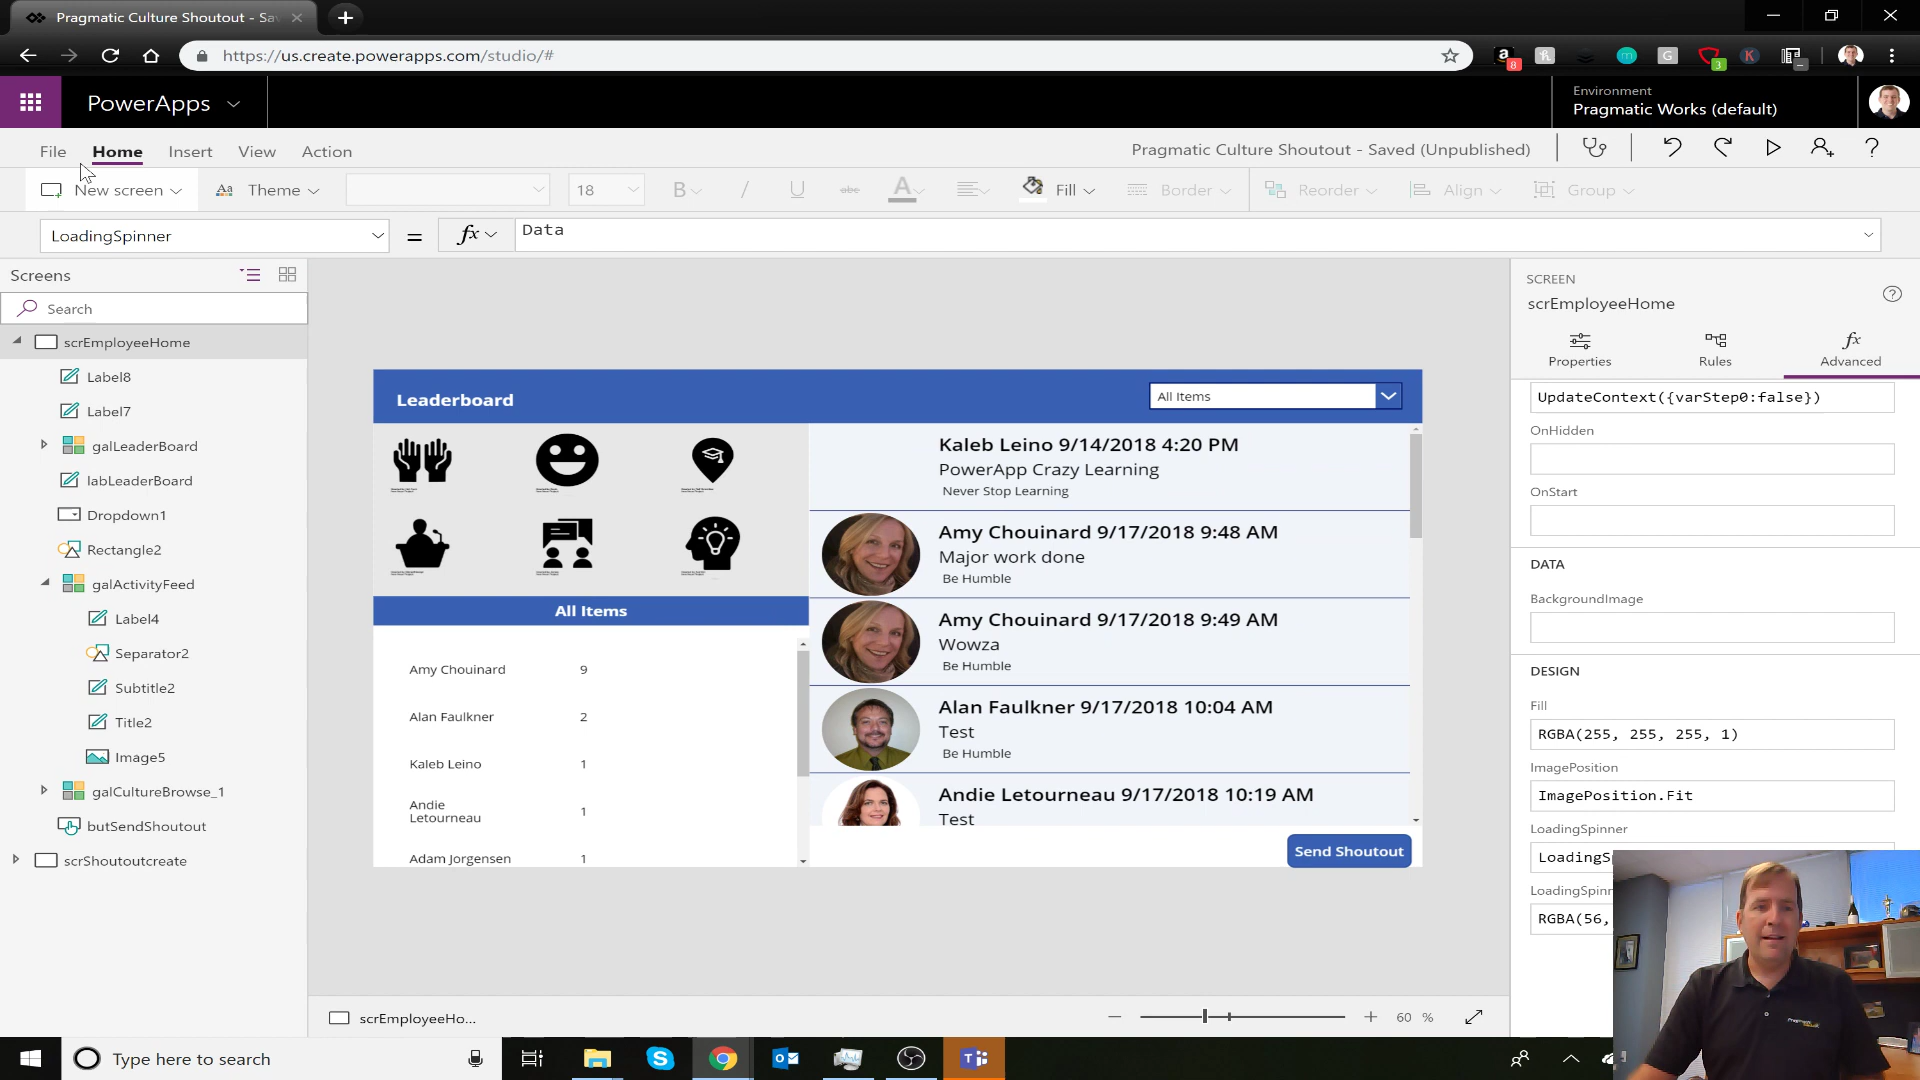 Pragmatic Culture Shoutout - Sav
https://us.create.powerapps.com/studio/#
PowerApps
Environment
Pragmatic Works (default)
File Home Insert View Action
Pragmatic Culture Shoutout - Saved (Unpublished)
New screen Theme 18 B I U abc A Fill Border Reorder Align Group
LoadingSpinner = fx Data
Screens
Search
scrEmployeeHome
Label8
Label7
galLeaderBoard
labLeaderBoard
Dropdown1
Rectangle2
galActivityFeed
Label4
Separator2
Subtitle2
Title2
Image5
galCultureBrowse_1
butSendShoutout
scrShoutoutcreate
Leaderboard
All Items
All Items
Amy Chouinard 9
Alan Faulkner 2
Kaleb Leino 1
Andie
Letourneau 1
Adam Jorgensen 1
Kaleb Leino 9/14/2018 4:20 PM
PowerApp Crazy Learning
Never Stop Learning
Amy Chouinard 9/17/2018 9:48 AM
Major work done
Be Humble
Amy Chouinard 9/17/2018 9:49 AM
Wowza
Be Humble
Alan Faulkner 9/17/2018 10:04 AM
Test
Be Humble
Andie Letourneau 9/17/2018 10:19 AM
Test
Send Shoutout
scrEmployeeHo...
60 %
SCREEN
scrEmployeeHome
Properties Rules Advanced
UpdateContext({varStep0:false})
OnHidden
OnStart
DATA
BackgroundImage
DESIGN
Fill
RGBA(255, 255, 255, 1)
ImagePosition
ImagePosition.Fit
LoadingSpinner
LoadingSp
LoadingSpinn
RGBA(56,
Type here to search